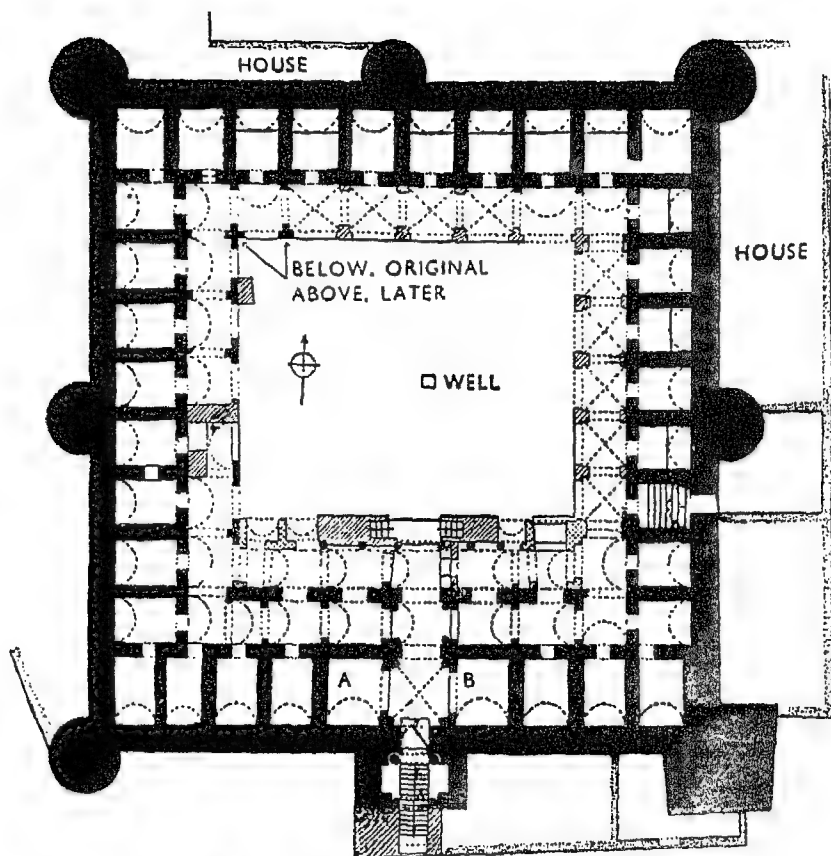 HOUSE
BELOW. ORIGINAL
ABOVE. LATER
HOUSE
WELL
A
B